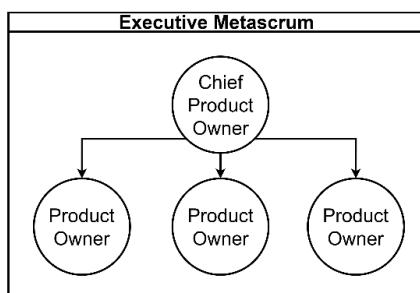 Executive Metascrum
Chief
Product
Owner
Product
Owner
Product
Owner
Product
Owner